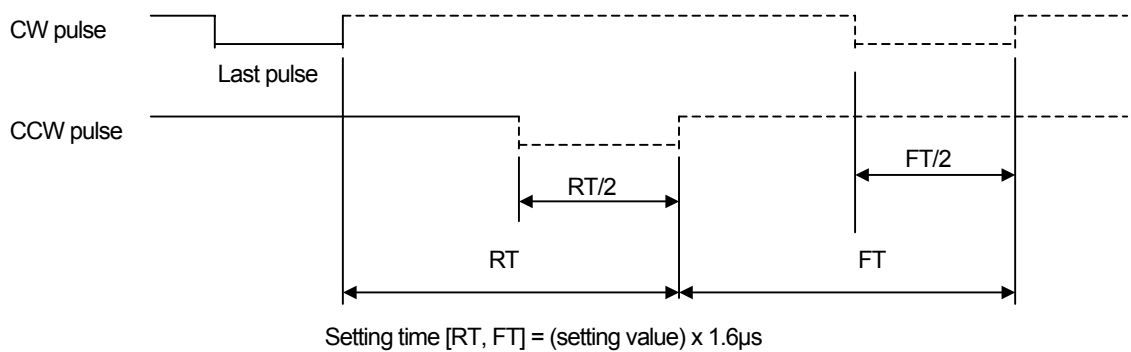 CW pulse
Last pulse
CCW pulse
RT/2
FT/2
RT
FT
Setting time [RT, FT] = (setting value) x 1.6µs